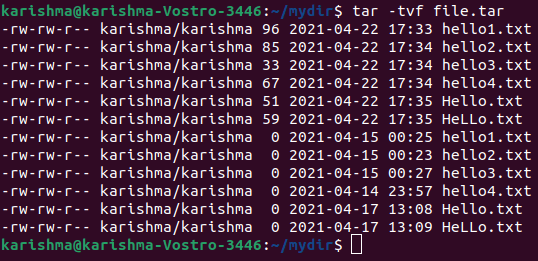 karishma@karishma-Vostro-3446:~/mydir$ tar -tvf file.tar
-rw-rw-r-- karishma/karishma 96 2021-04-22 17:33 hello1.txt
-rw-rw-r-- karishma/karishma 85 2021-04-22 17:34 hello2.txt
-rw-rw-r-- karishma/karishma 33 2021-04-22 17:34 hello3.txt
-rw-rw-r-- karishma/karishma 67 2021-04-22 17:34 hello4.txt
-rw-rw-r-- karishma/karishma 51 2021-04-22 17:35 Hello.txt
-rw-rw-r-- karishma/karishma 59 2021-04-22 17:35 HeLLo.txt
-rw-rw-r-- karishma/karishma  0 2021-04-15 00:25 hello1.txt
-rw-rw-r-- karishma/karishma  0 2021-04-15 00:23 hello2.txt
-rw-rw-r-- karishma/karishma  0 2021-04-15 00:27 hello3.txt
-rw-rw-r-- karishma/karishma  0 2021-04-14 23:57 hello4.txt
-rw-rw-r-- karishma/karishma  0 2021-04-17 13:08 Hello.txt
-rw-rw-r-- karishma/karishma  0 2021-04-17 13:09 HeLLo.txt
karishma@karishma-Vostro-3446:~/mydir$